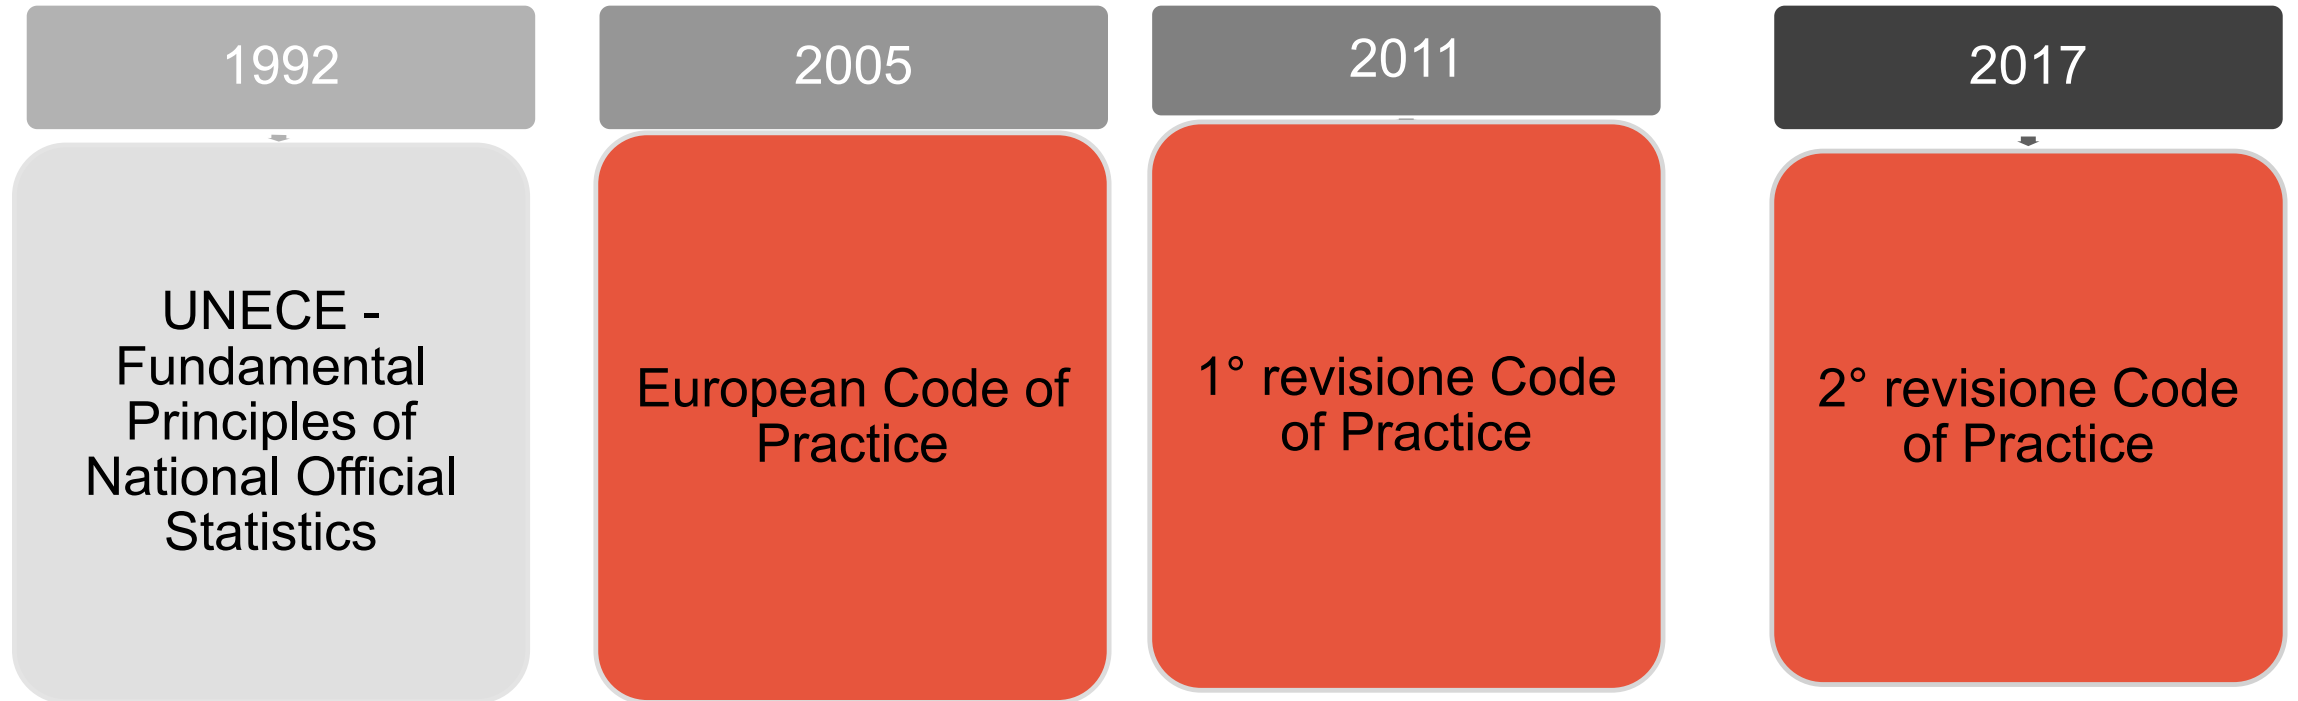 1992
UNECE -
Fundamental
Principles of
National Official
Statistics
2005
European Code of
Practice
2011
1° revisione Code
of Practice
2017
2° revisione Code
of Practice